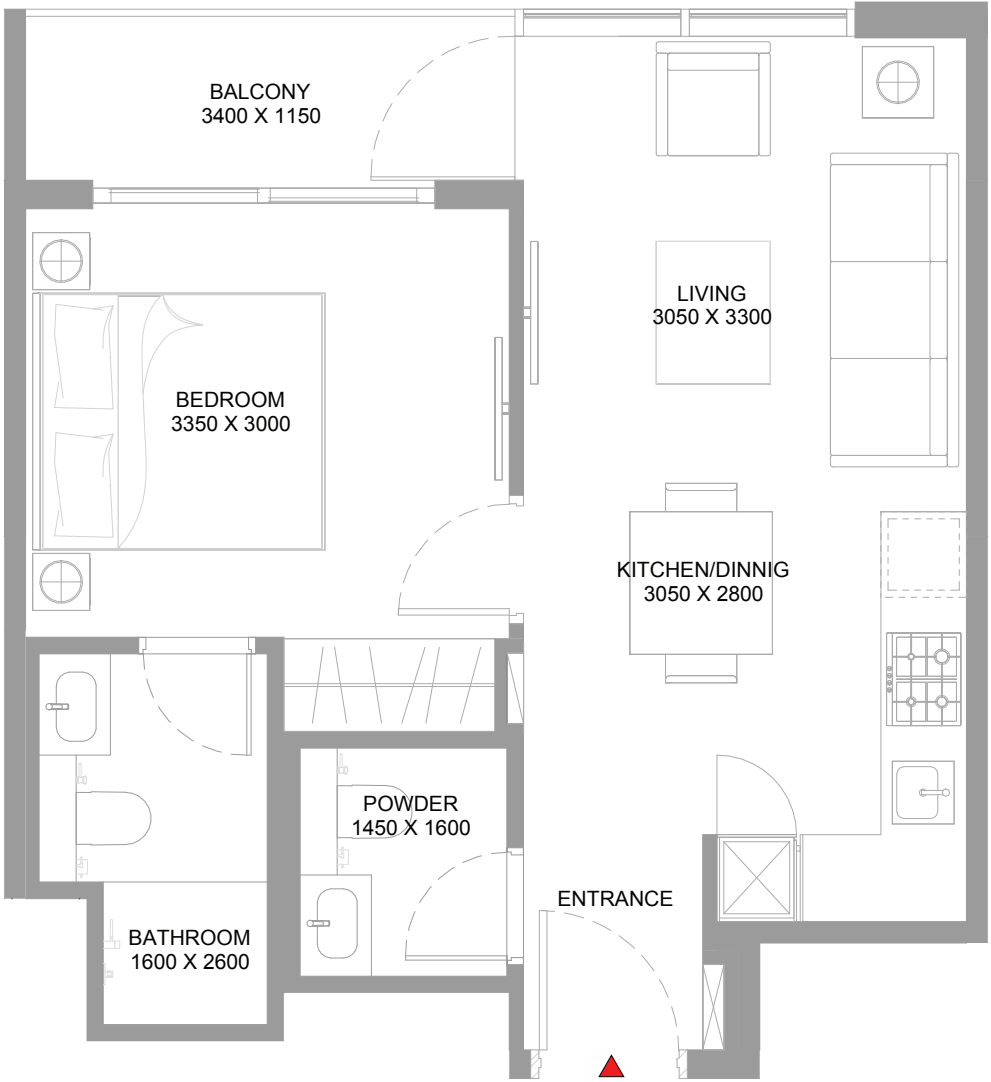 BALCONY
3400 X 1150
LIVING
3050 X 3300
BEDROOM
3350 X 3000
KITCHEN/DINNIG
3050 X 2800
POWDER
1450 X 1600
ENTRANCE
BATHROOM
1600 X 2600